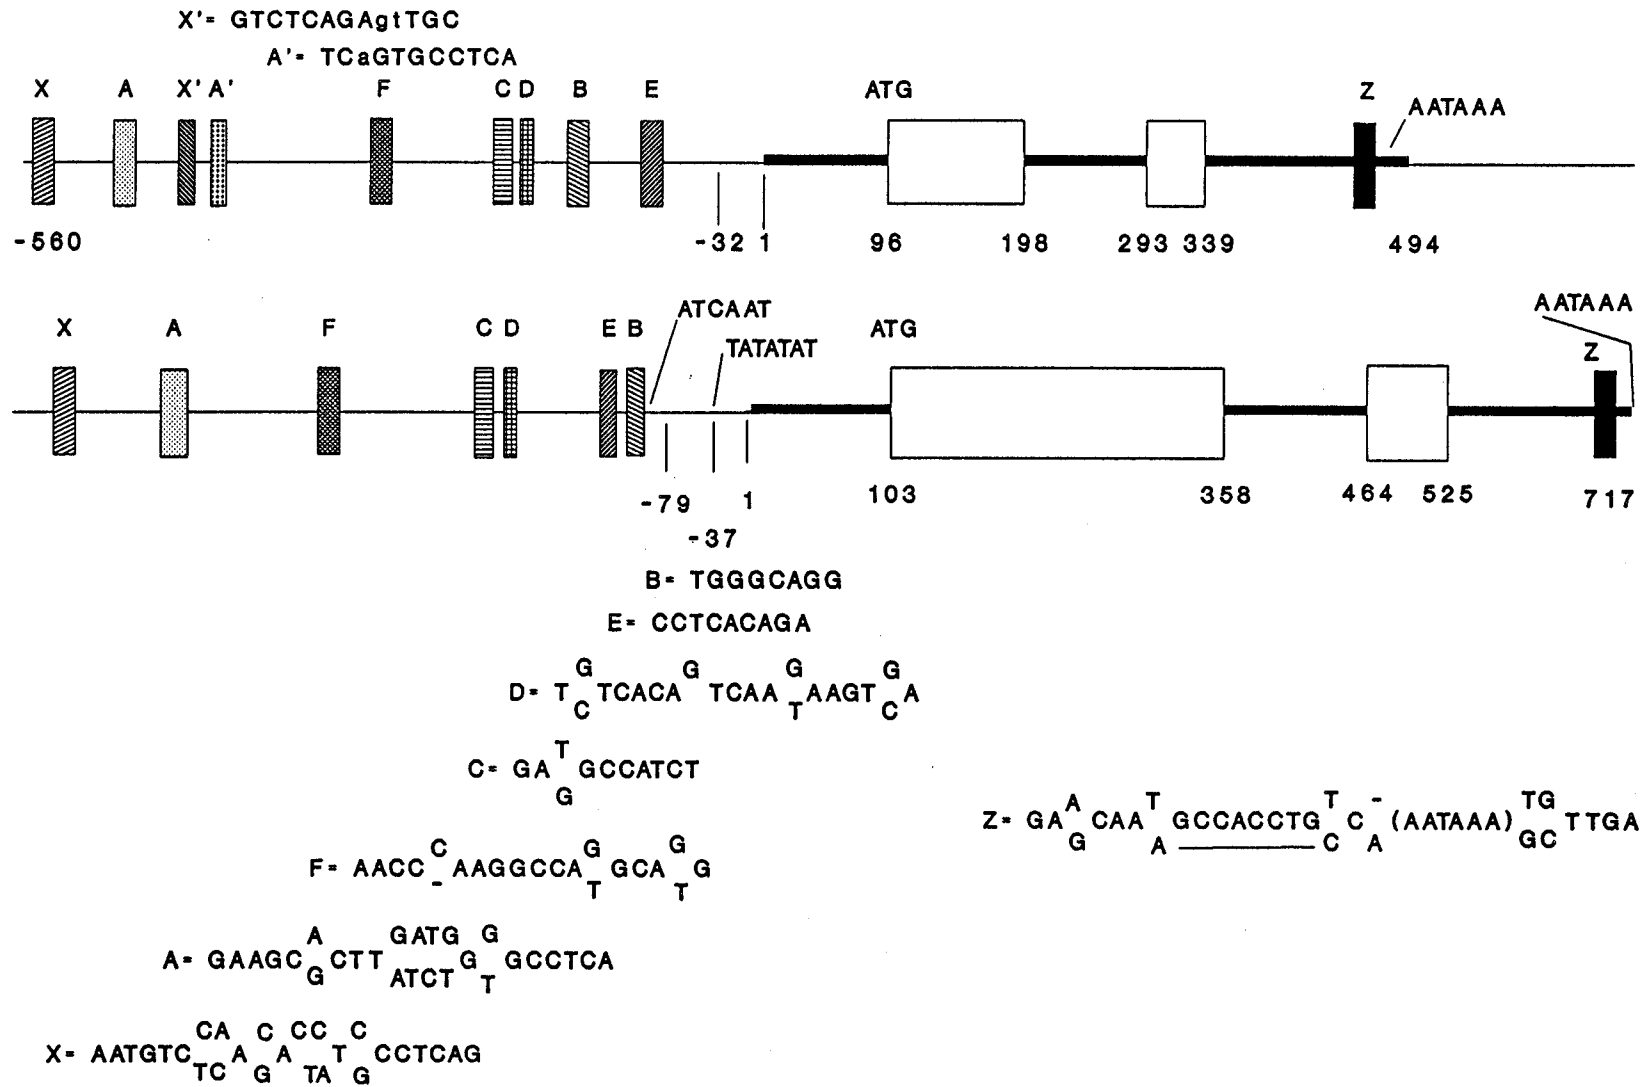 X'= GTCTCAGAgtTGC
A'= TCaGTGCCTCA
X A X' A' F C D B E ATG Z AATAAA
-560 -32 1 96 198 293 339 494
X A F C D E B ATCAAT TATATAT ATG Z AATAAA
-79 -37 1 103 358 464 525 717
B= TGGGCAGG
E= CCTCACAGA
G G G G
D= T TCACA TCAA AAGT A
C T C
T
C= GA GCCATCT
G
A T T - TG
Z= GA CAA GCCACCTG C (AATAAA) TTGA
G A C A GC
C G G
F= AACC AAGGCCA GCA G
- T T
A GATG G
A= GAAGC CTT G GCCTCA
G ATCT T
CA C CC C
X= AATGTC A A T CCTCAG
TC G TA G